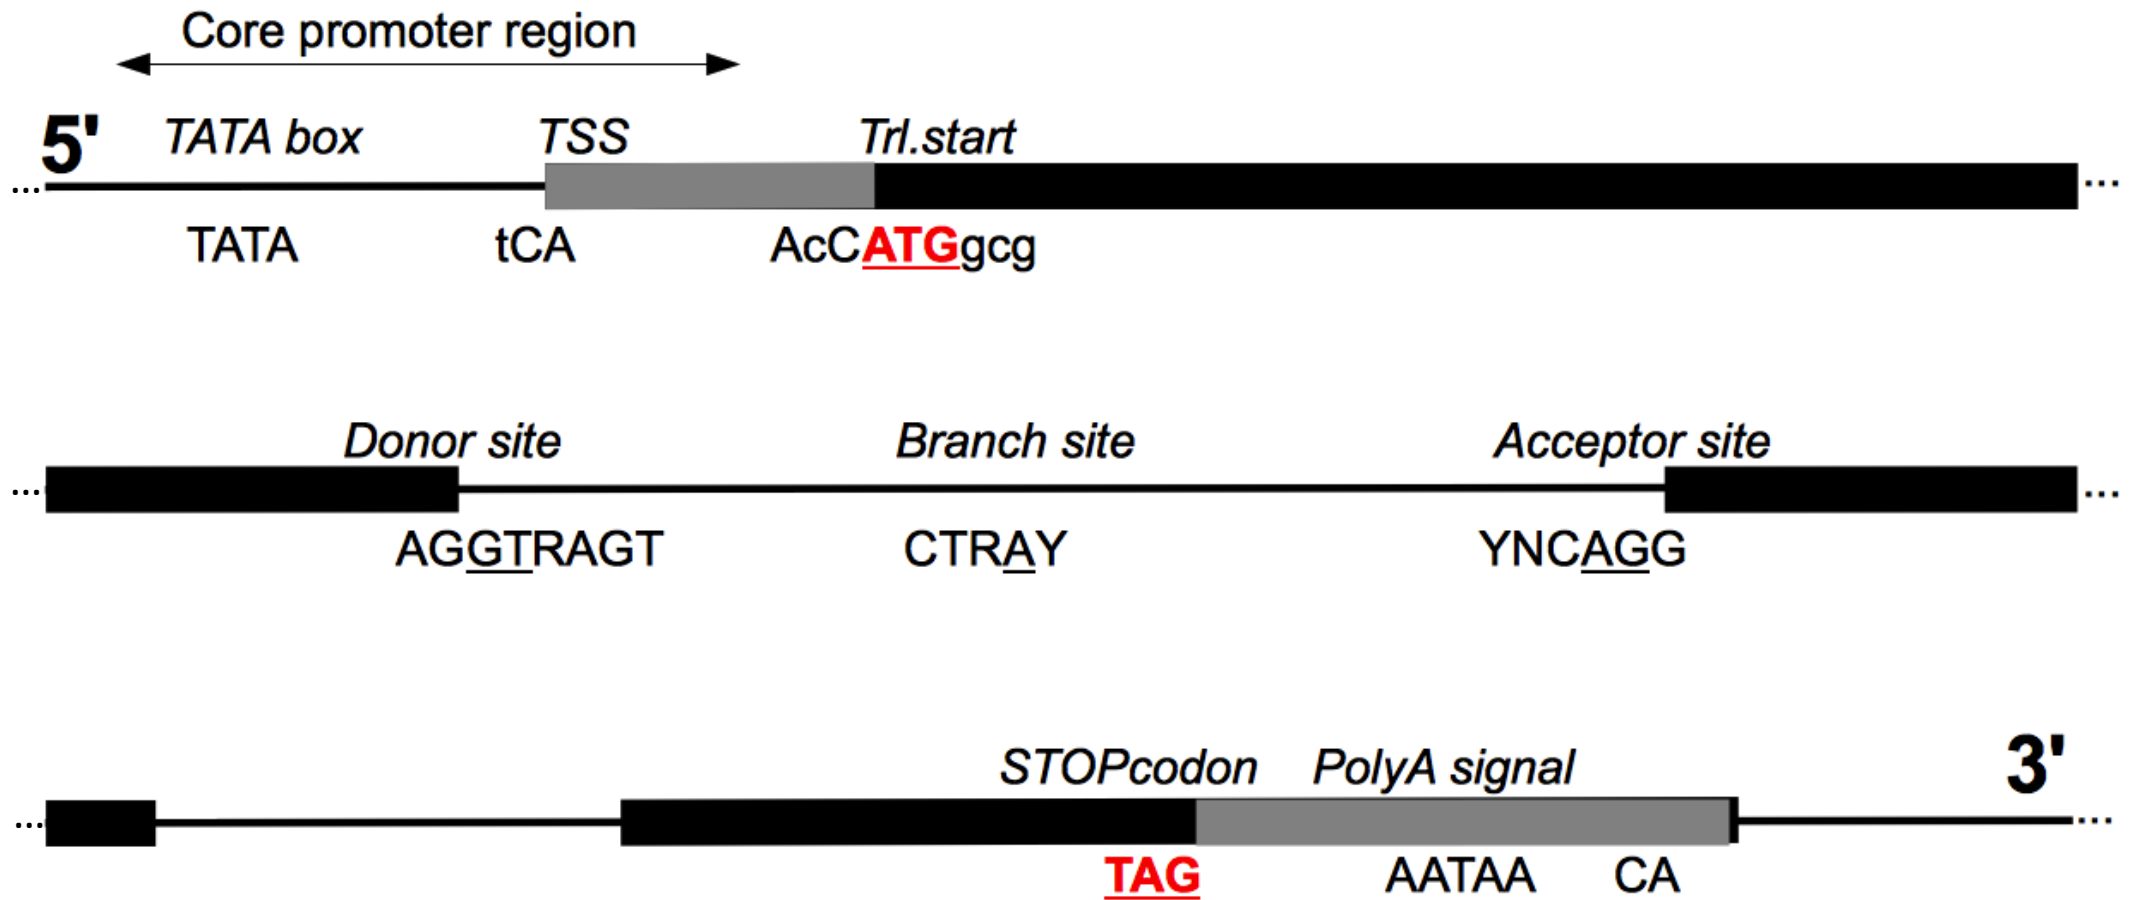 Core promoter region
5' TATA box TSS Trl.start
... ...
TATA tCA AcCATGgcg
Donor site Branch site Acceptor site
... ...
AGGTRAGT CTRAY YNCAGG
STOPcodon PolyA signal 3'
... ...
TAG AATAA CA